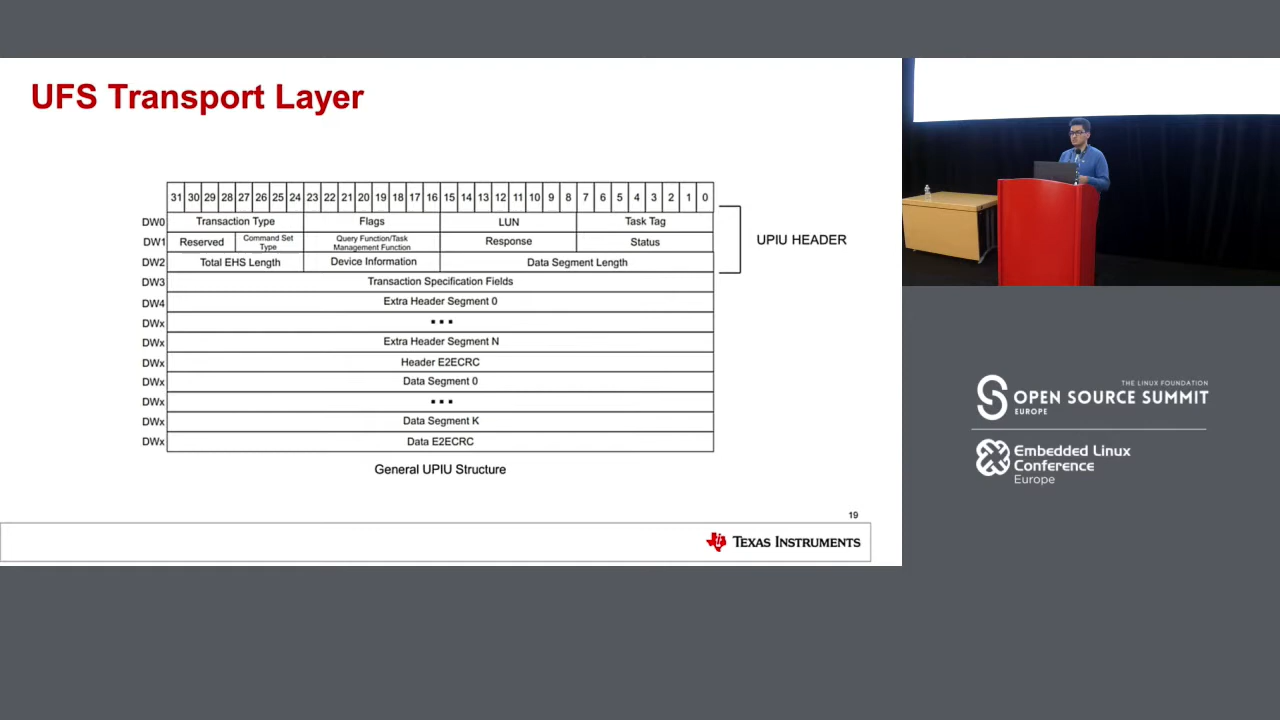 UFS Transport Layer
31 30 29 28 27 26 25 24 23 22 21 20 19 18 17 16 15 14 13 12 11 10 9 8 7 6 5 4 3 2 1 0
DW0 Transaction Type Flags LUN Task Tag
DW1 Reserved Command Set Type Query Function/Task Management Function Response Status
DW2 Total EHS Length Device Information Data Segment Length
UPIU HEADER
DW3 Transaction Specification Fields
DW4 Extra Header Segment 0
DWx ...
DWx Extra Header Segment N
DWx Header E2ECRC
DWx Data Segment 0
DWx ...
DWx Data Segment K
DWx Data E2ECRC
General UPIU Structure
19
TEXAS INSTRUMENTS
THE LINUX FOUNDATION
OPEN SOURCE SUMMIT
EUROPE
Embedded Linux
Conference
Europe